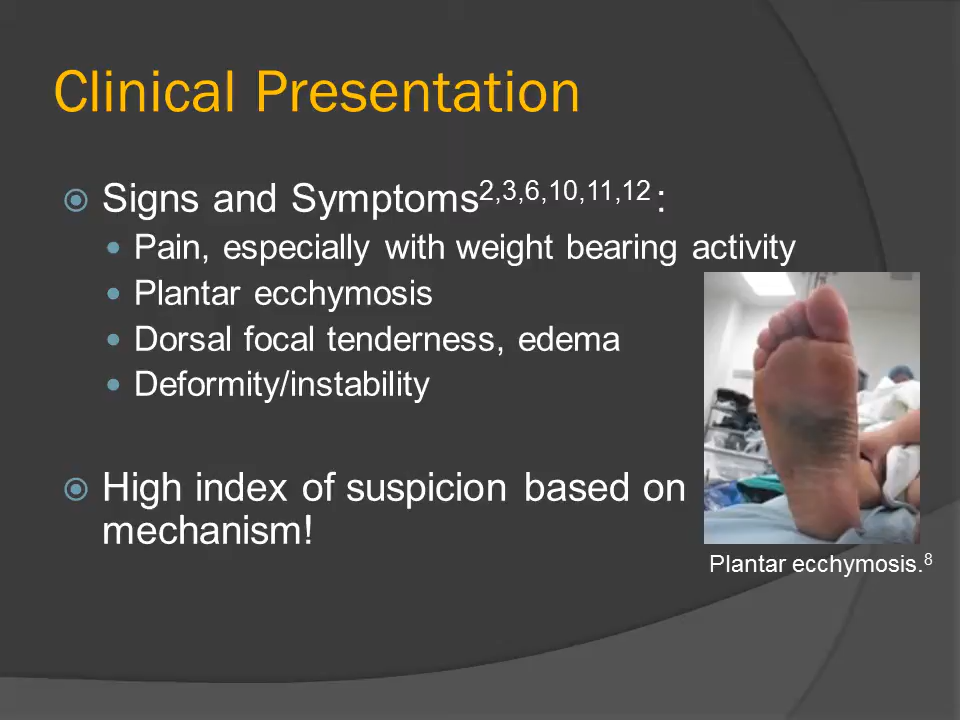 Clinical Presentation
Signs and Symptoms2,3,6,10,11,12 :
Pain, especially with weight bearing activity
Plantar ecchymosis
Dorsal focal tenderness, edema
Deformity/instability
High index of suspicion based on
mechanism!
Plantar ecchymosis.8